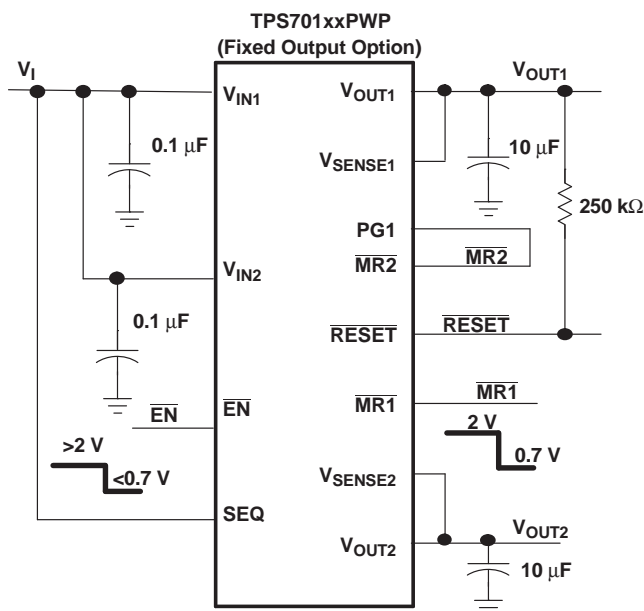 TPS701xxPWP
(Fixed Output Option)
VI
VIN1
VOUT1
VOUT1
0.1 µF
VSENSE1
10 µF
250 kΩ
PG1
MR2
MR2
VIN2
0.1 µF
RESET
RESET
EN
EN
MR1
MR1
>2 V
<0.7 V
2 V
0.7 V
VSENSE2
SEQ
VOUT2
VOUT2
10 µF